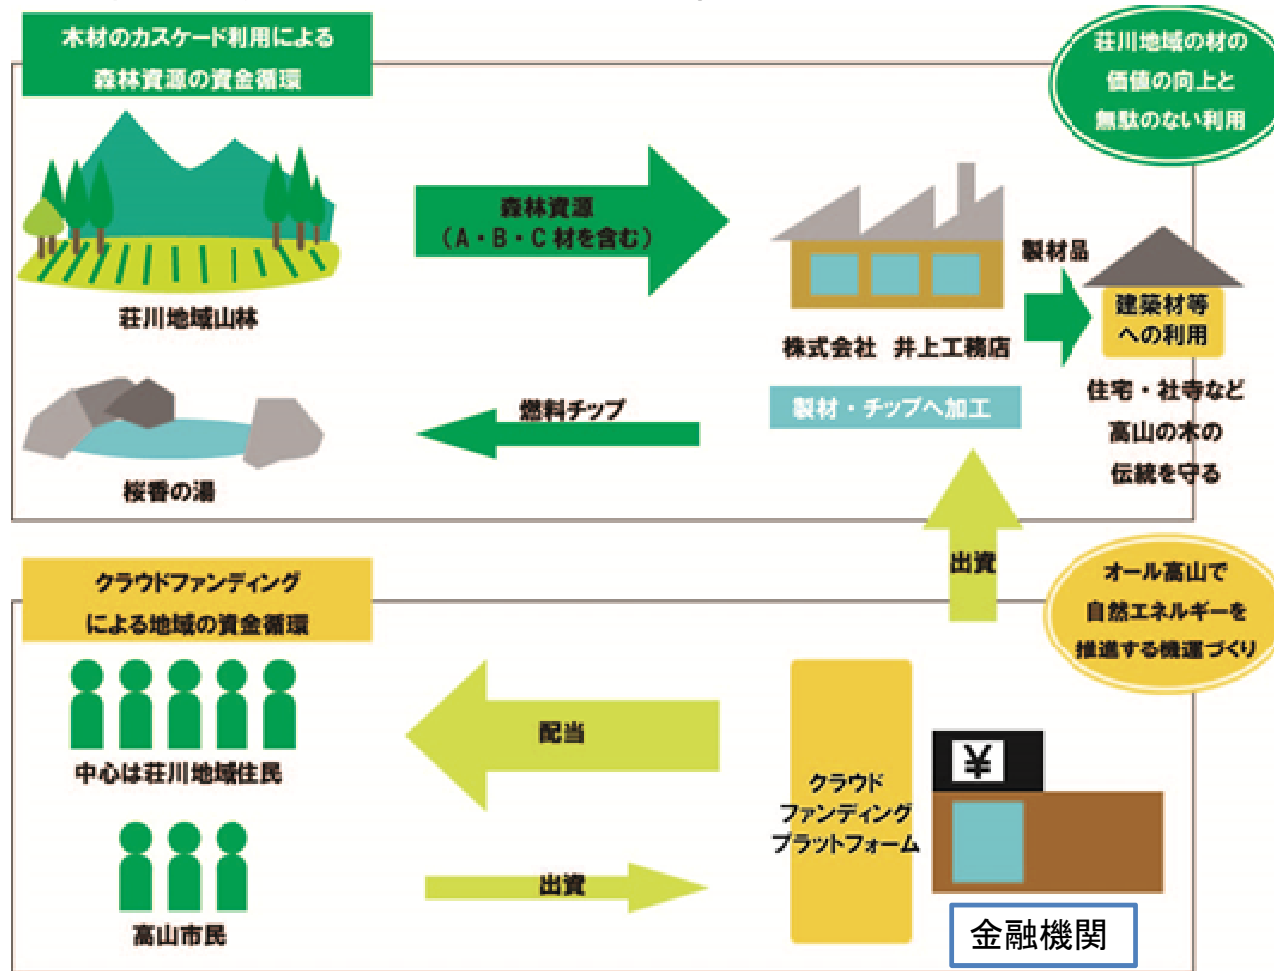 木材のカスケード利用による
森林資源の資金循環
荘川地域の材の
価値の向上と
無駄のない利用
森林資源
（A・B・C材を含む）
荘川地域山林
株式会社 井上工務店
製材品
建築材等
への利用
住宅・社寺など
高山の木の
伝統を守る
製材・チップへ加工
燃料チップ
桜香の湯
出資
クラウドファンディング
による地域の資金循環
オール高山で
自然エネルギーを
推進する機運づくり
中心は荘川地域住民
配当
高山市民
出資
クラウド
ファンディング
プラットフォーム
¥
金融機関